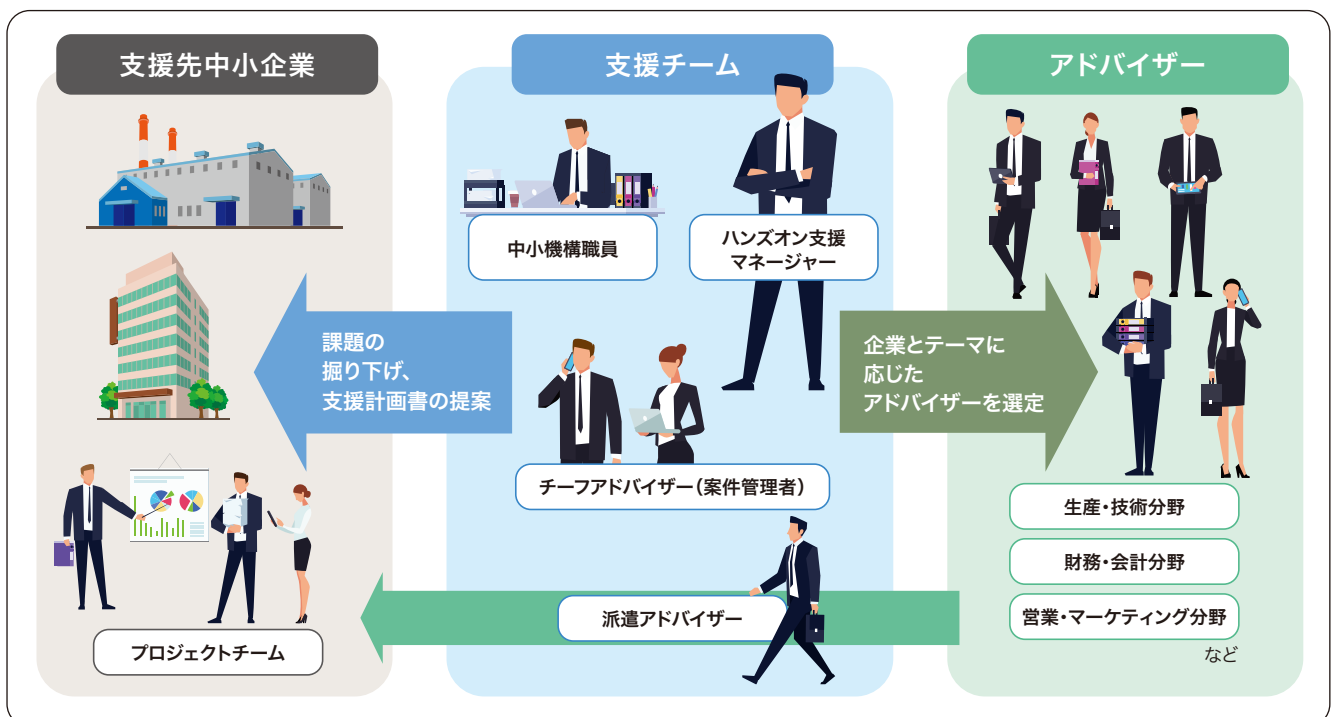 支援先中小企業
支援チーム
アドバイザー
中小機構職員
ハンズオン支援
マネージャー
課題の
掘り下げ、
支援計画書の提案
企業とテーマに
応じた
アドバイザーを選定
チーフアドバイザー(案件管理者)
生産・技術分野
財務・会計分野
営業・マーケティング分野
など
派遣アドバイザー
プロジェクトチーム